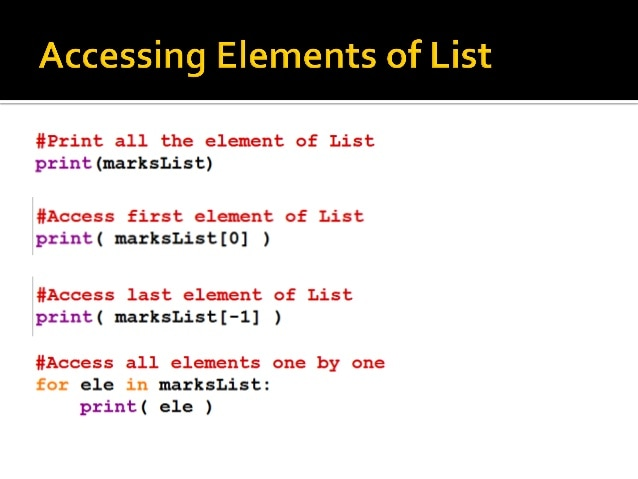 Accessing Elements of List
#Print all the element of List
print(marksList)
#Access first element of List
print( marksList[0] )
#Access last element of List
print( marksList[-1] )
#Access all elements one by one
for ele in marksList:
    print( ele )